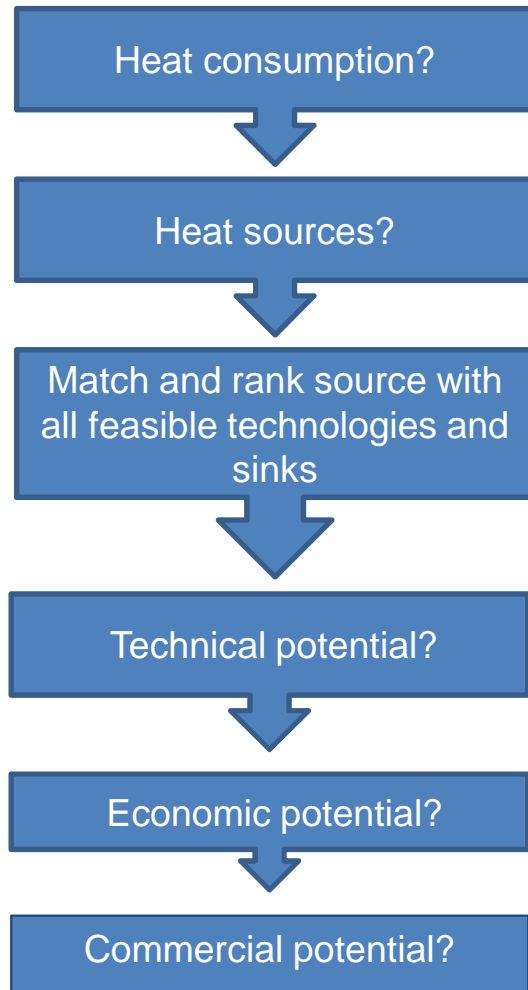 Heat consumption?
Heat sources?
Match and rank source with
all feasible technologies and
sinks
Technical potential?
Economic potential?
Commercial potential?